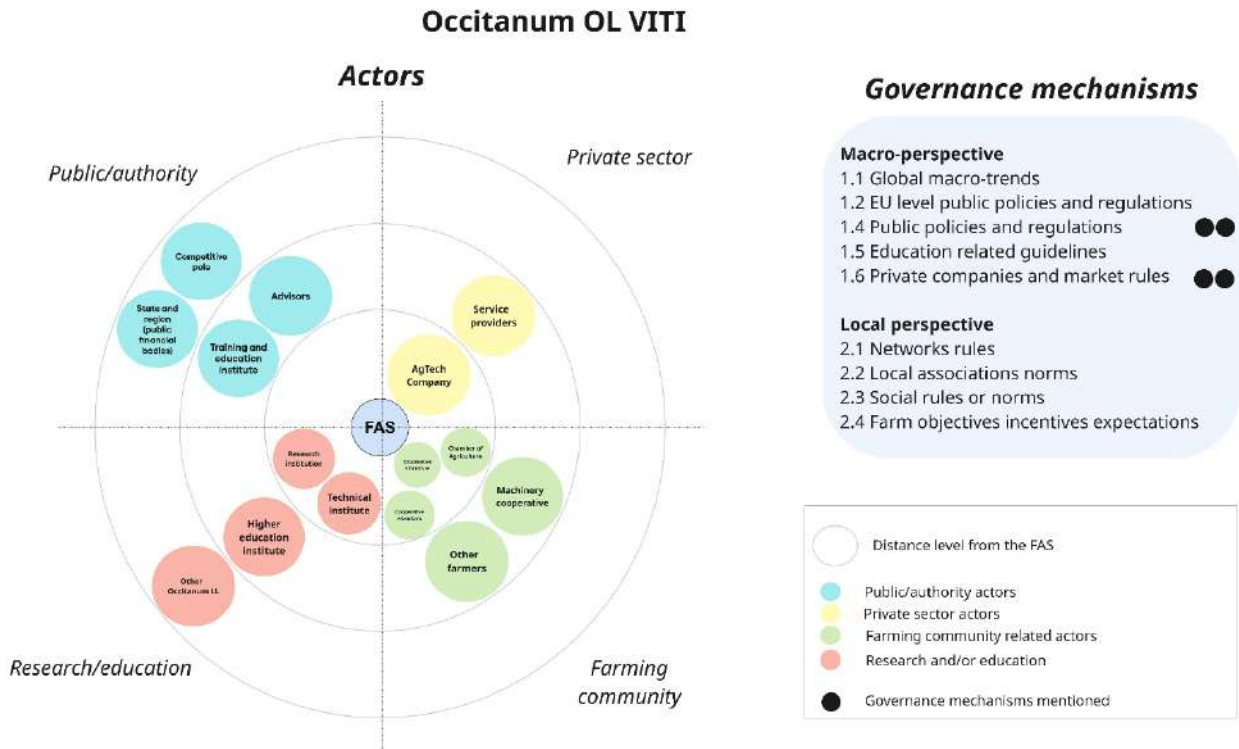 Occitanum OL VITI
Actors
Public/authority
Private sector
Competitive
pole
State and
region
(public
financial
bodies)
Advisors
Training and
education
institute
Service
providers
AgTech
Company
FAS
Research
institution
Technical
institute
Higher
education
institute
Other
Occitanum LL
Chamber of
Agriculture
Machinery
cooperative
Other
farmers
Research/education
Farming
community
Governance mechanisms
Macro-perspective
1.1 Global macro-trends
1.2 EU level public policies and regulations
1.4 Public policies and regulations
1.5 Education related guidelines
1.6 Private companies and market rules
Local perspective
2.1 Networks rules
2.2 Local associations norms
2.3 Social rules or norms
2.4 Farm objectives incentives expectations
Distance level from the FAS
Public/authority actors
Private sector actors
Farming community related actors
Research and/or education
Governance mechanisms mentioned